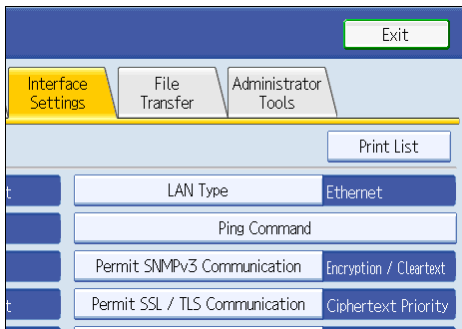 Exit
Interface
Settings
File
Transfer
Administrator
Tools
Print List
t
LAN Type
Ethernet
Ping Command
Permit SNMPv3 Communication
Encryption / Cleartext
t
Permit SSL / TLS Communication
Ciphertext Priority